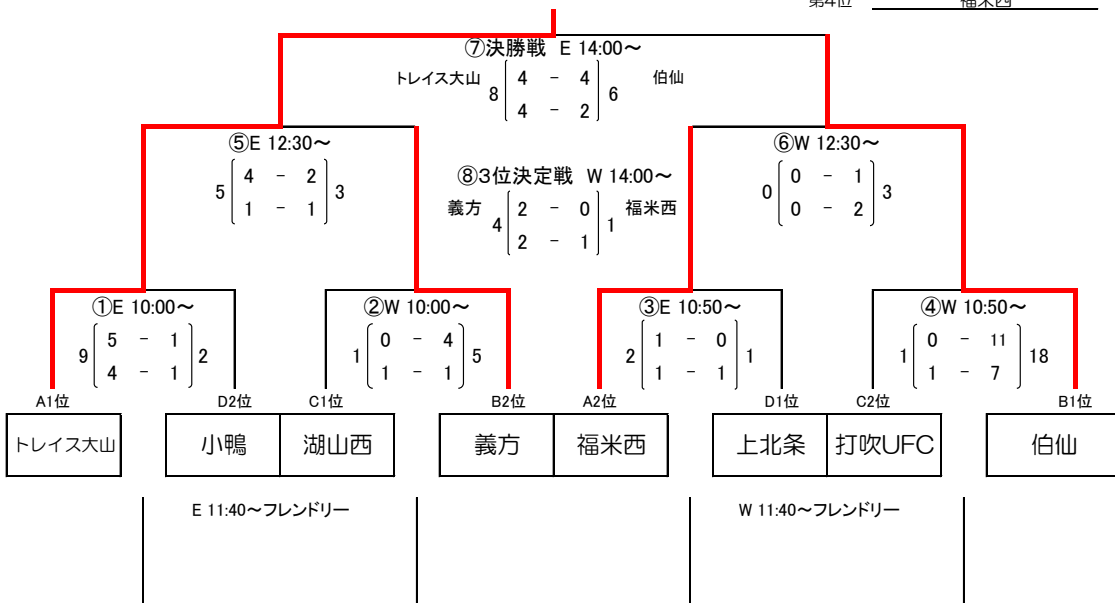 第4位 福米西
⑦決勝戦 E 14:00～
トレイス大山 8 4 - 4 6 伯仙
4 - 2
⑤E 12:30～
5 4 - 2 3
1 - 1
⑥W 12:30～
0 0 - 1 3
0 - 2
⑧3位決定戦 W 14:00～
義方 4 2 - 0 1 福米西
2 - 1
①E 10:00～
9 5 - 1 2
4 - 1
②W 10:00～
1 0 - 4 5
1 - 1
③E 10:50～
2 1 - 0 1
1 - 1
④W 10:50～
1 0 - 11 18
1 - 7
A1位 D2位 C1位 B2位 A2位 D1位 C2位 B1位
トレイス大山 小鴨 湖山西 義方 福米西 上北条 打吹UFC 伯仙
E 11:40～フレンドリー W 11:40～フレンドリー